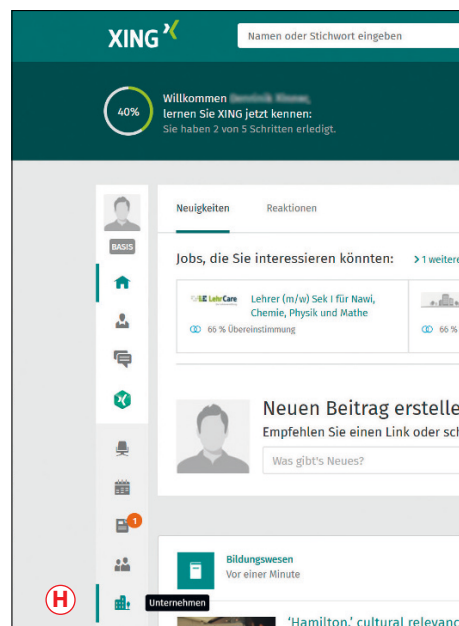 XING
Namen oder Stichwort eingeben
40%
Willkommen
lernen Sie XING jetzt kennen:
Sie haben 2 von 5 Schritten erledigt.
BASIS
Neuigkeiten Reaktionen
Jobs, die Sie interessieren könnten: > 1 weitere
LehrCare
Lehrer (m/w) Sek I für Nawi,
Chemie, Physik und Mathe
66 % Übereinstimmung
66 %
Neuen Beitrag erstelle
Empfehlen Sie einen Link oder sch
Was gibt's Neues?
1
Bildungswesen
Vor einer Minute
H
Unternehmen
'Hamilton,' cultural relevanc